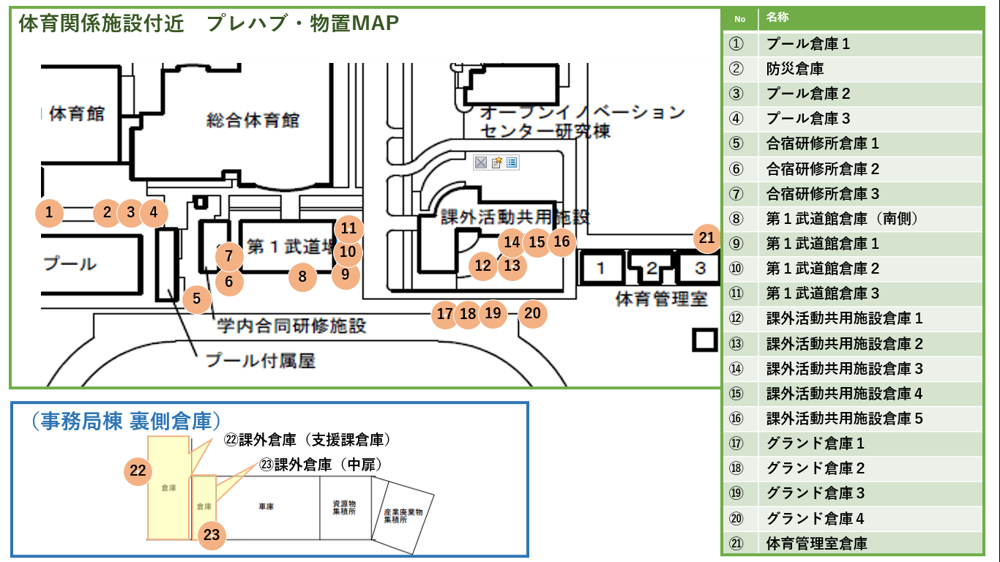 体育関係施設付近　プレハブ・物置MAP
体育館
総合体育館
オープンイノベーション
センター研究棟
1
2
3
4
プール
第１武道場
課外活動共用施設
5
6
7
8
9
10
11
12
13
14
15
16
17
18
19
20
21
1
2
3
体育管理室
学内合同研修施設
プール付属屋
No 名称
① プール倉庫１
② 防災倉庫
③ プール倉庫２
④ プール倉庫３
⑤ 合宿研修所倉庫１
⑥ 合宿研修所倉庫２
⑦ 合宿研修所倉庫３
⑧ 第１武道館倉庫（南側）
⑨ 第１武道館倉庫１
⑩ 第１武道館倉庫２
⑪ 第１武道館倉庫３
⑫ 課外活動共用施設倉庫１
⑬ 課外活動共用施設倉庫２
⑭ 課外活動共用施設倉庫３
⑮ 課外活動共用施設倉庫４
⑯ 課外活動共用施設倉庫５
⑰ グランド倉庫１
⑱ グランド倉庫２
⑲ グランド倉庫３
⑳ グランド倉庫４
㉑ 体育管理室倉庫
（事務局棟 裏側倉庫）
㉒課外倉庫（支援課倉庫）
㉓課外倉庫（中扉）
22
倉庫
倉庫
23
車庫
資源物
集積所
産業廃棄物
集積所